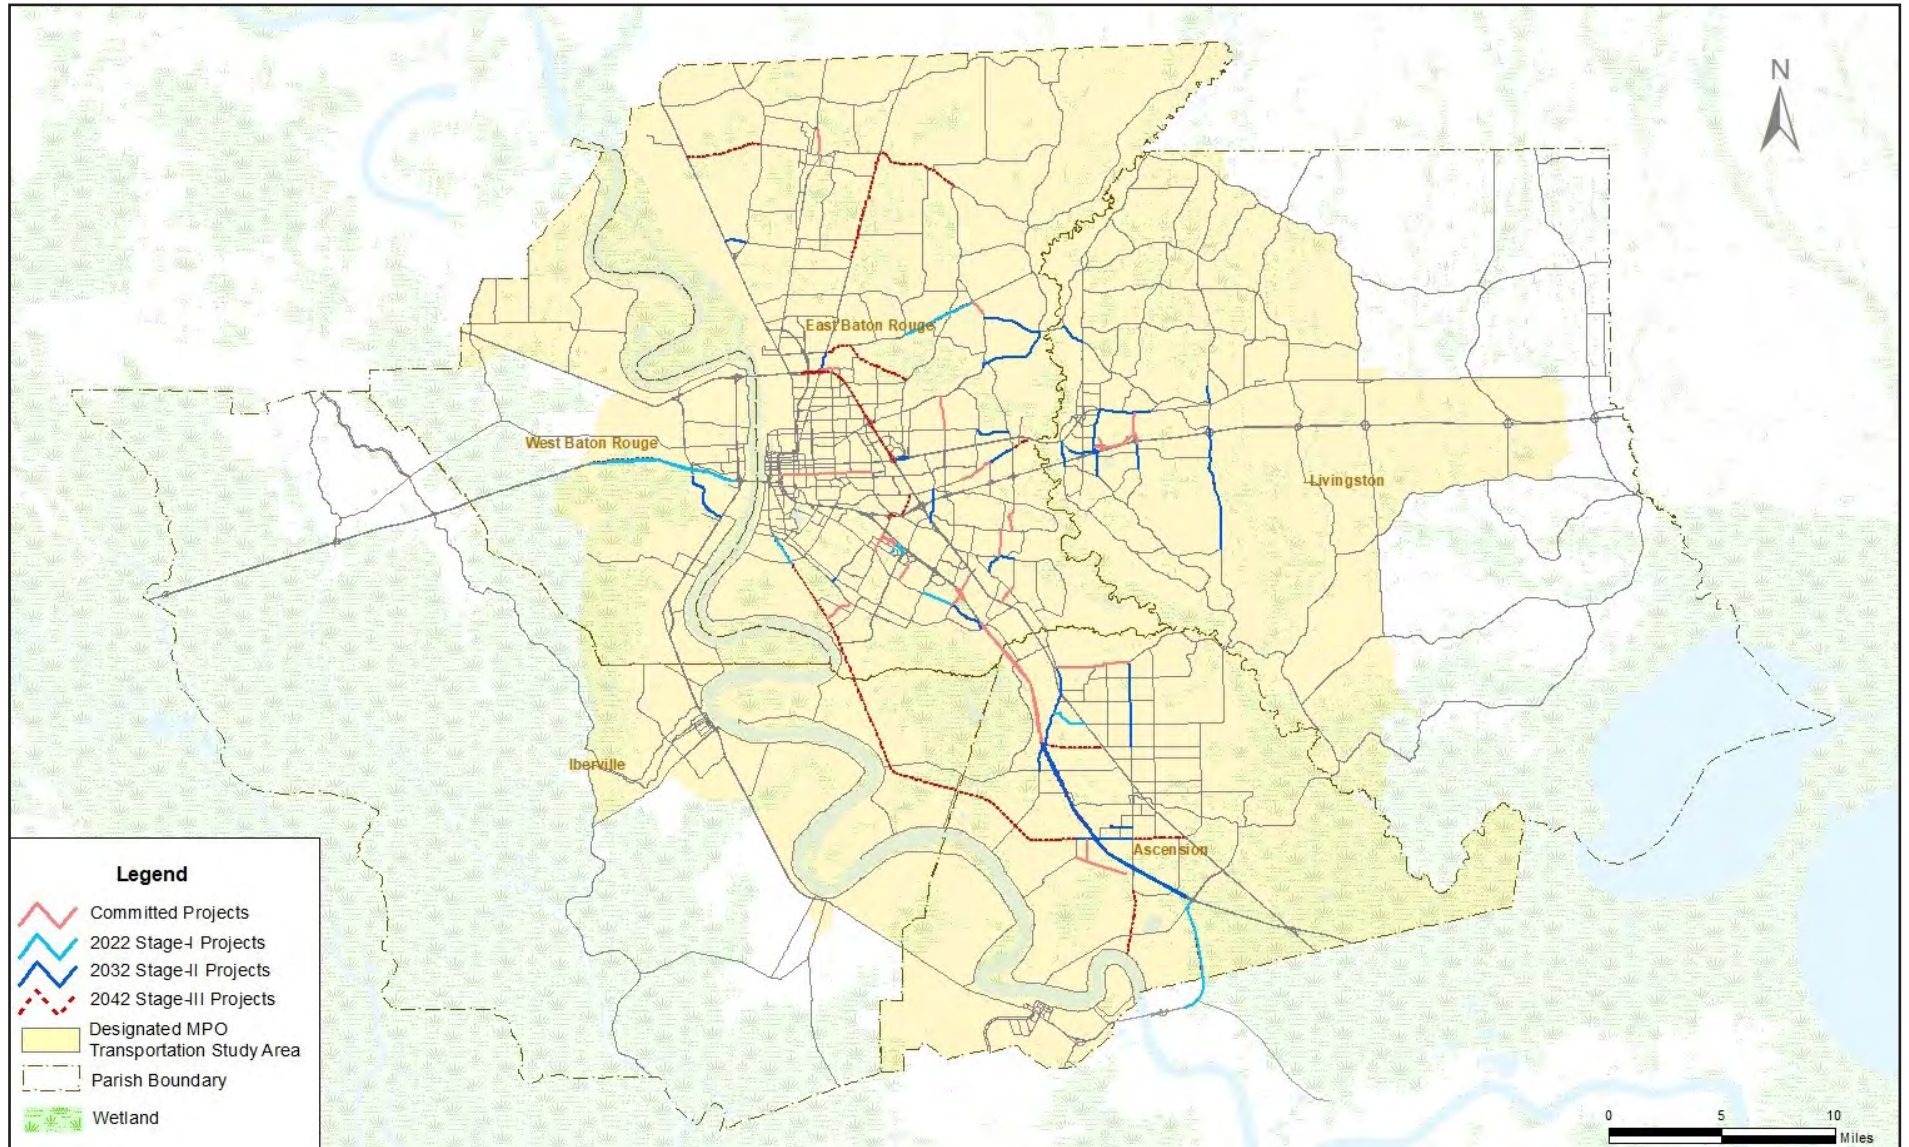 N
East Baton Rouge
West Baton Rouge
Livingston
Iberville
Ascension
Legend
Committed Projects
2022 Stage-I Projects
2032 Stage-II Projects
2042 Stage-III Projects
Designated MPO
Transportation Study Area
Parish Boundary
Wetland
0 5 10
Miles